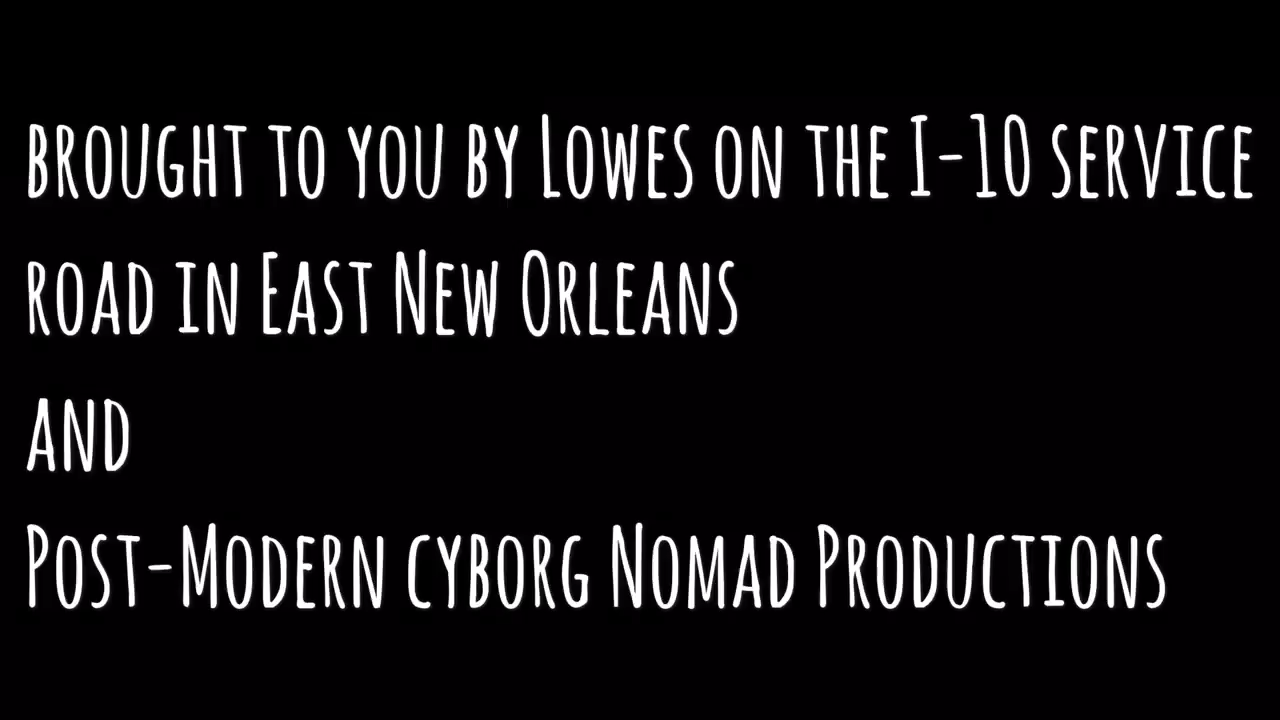 brought to you by Lowes on the I-10 service
road in East New Orleans
and
Post-Modern cyborg Nomad Productions